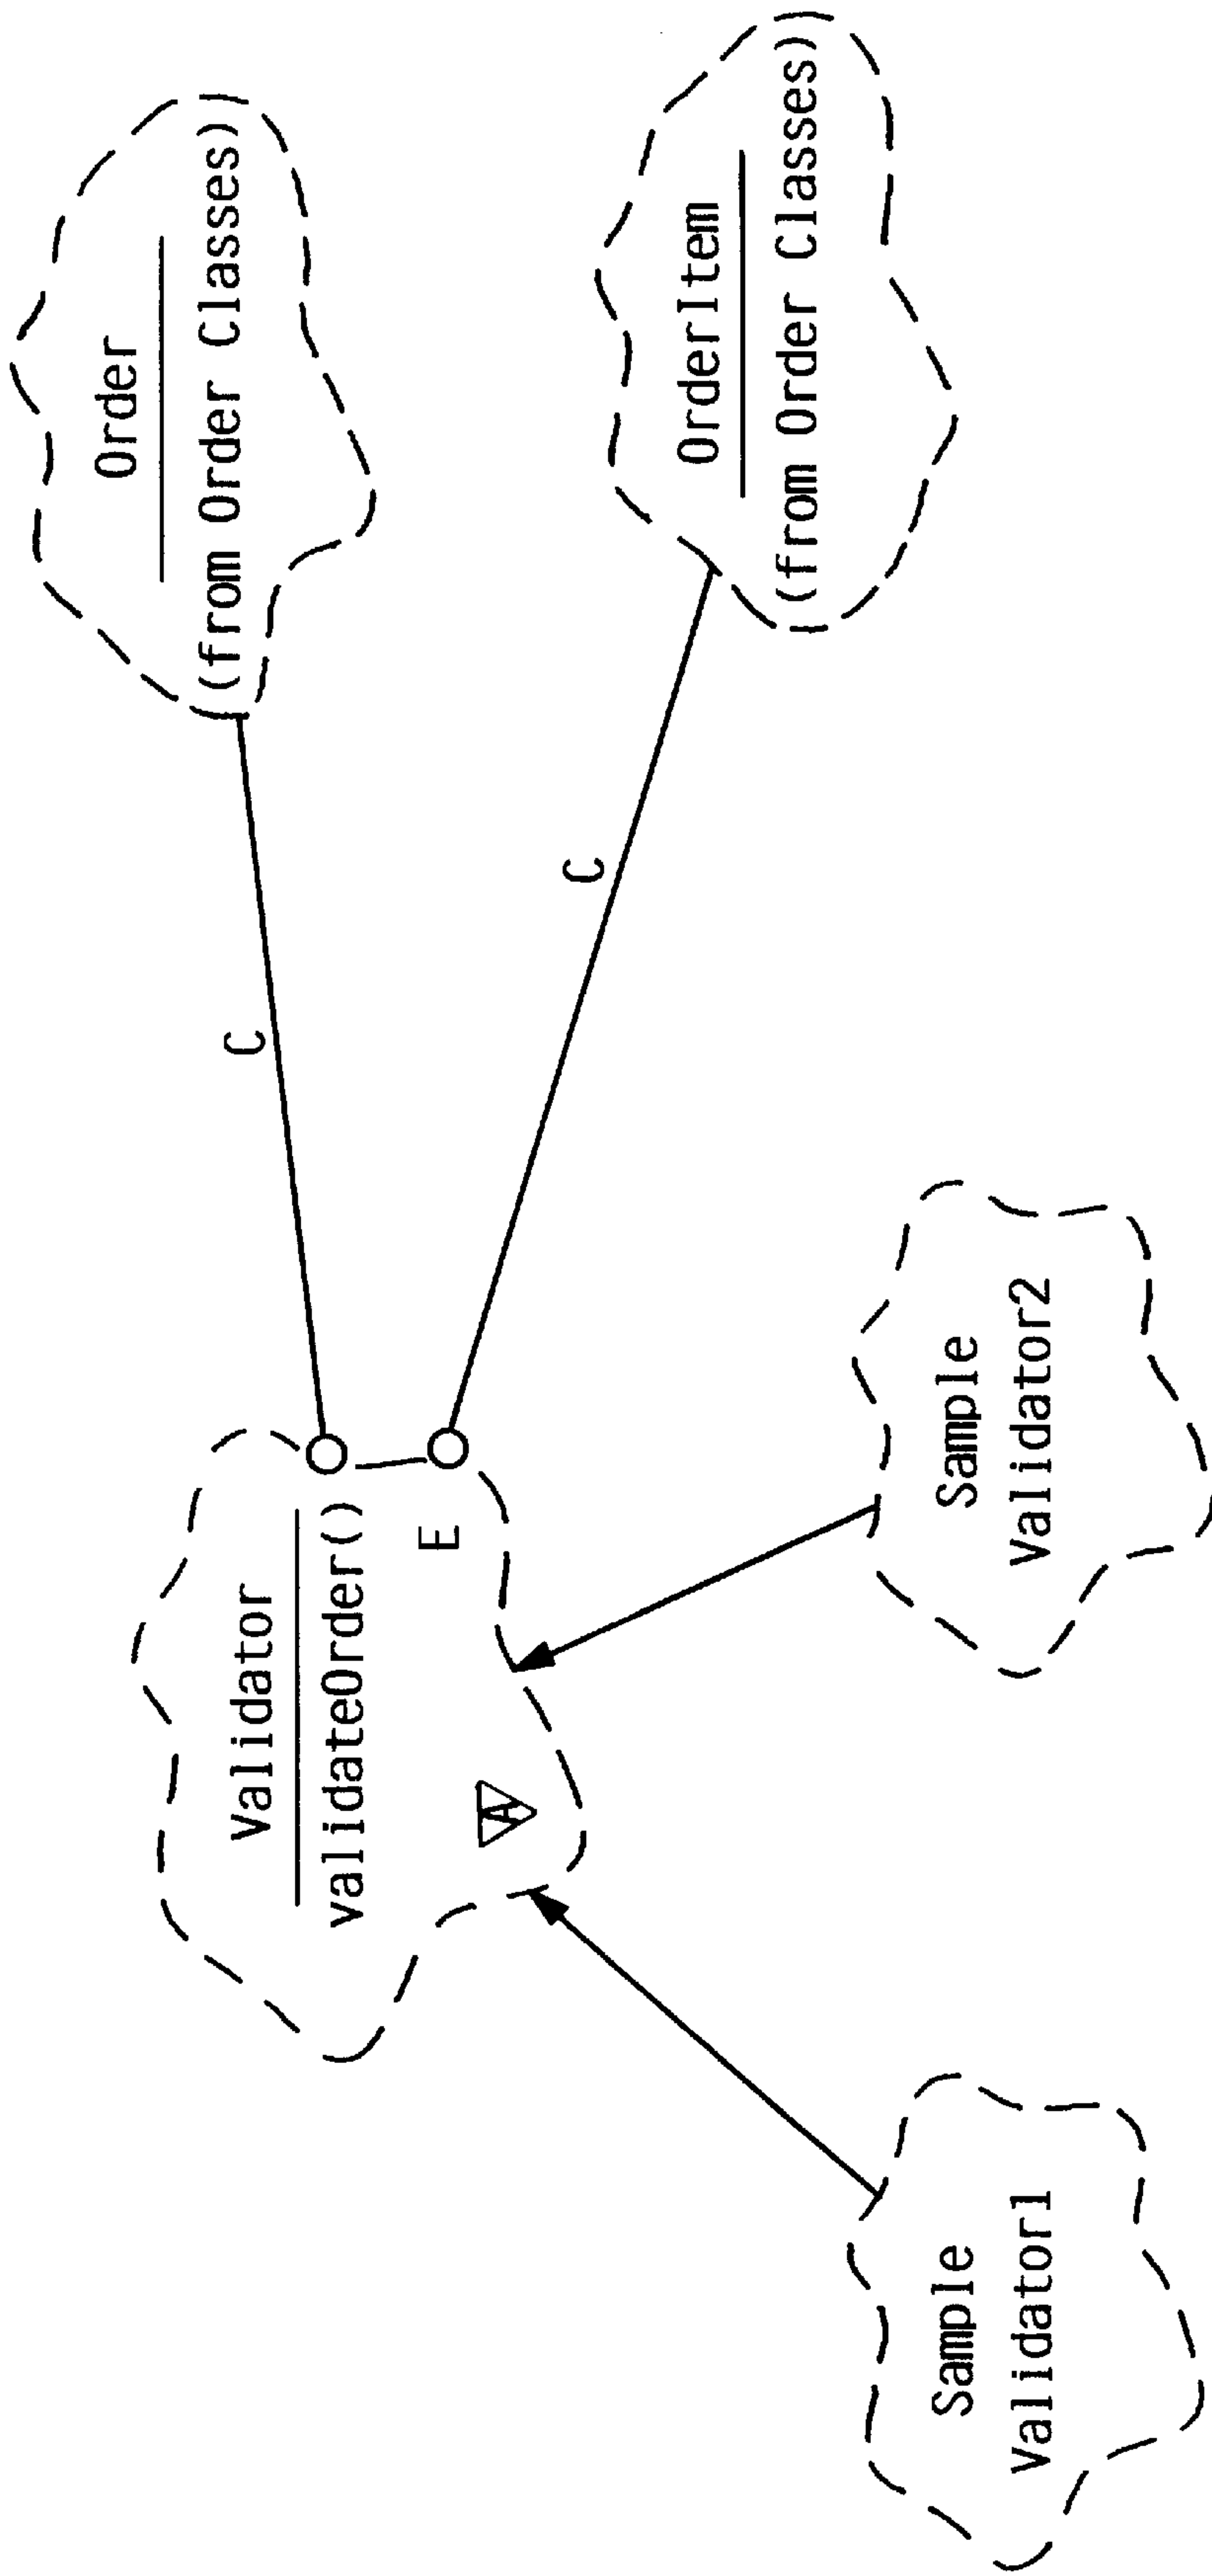 Validator
validateOrder()
E
A
C
Order
(from Order Classes)
C
OrderItem
(from Order Classes)
Sample
Validator1
Sample
Validator2